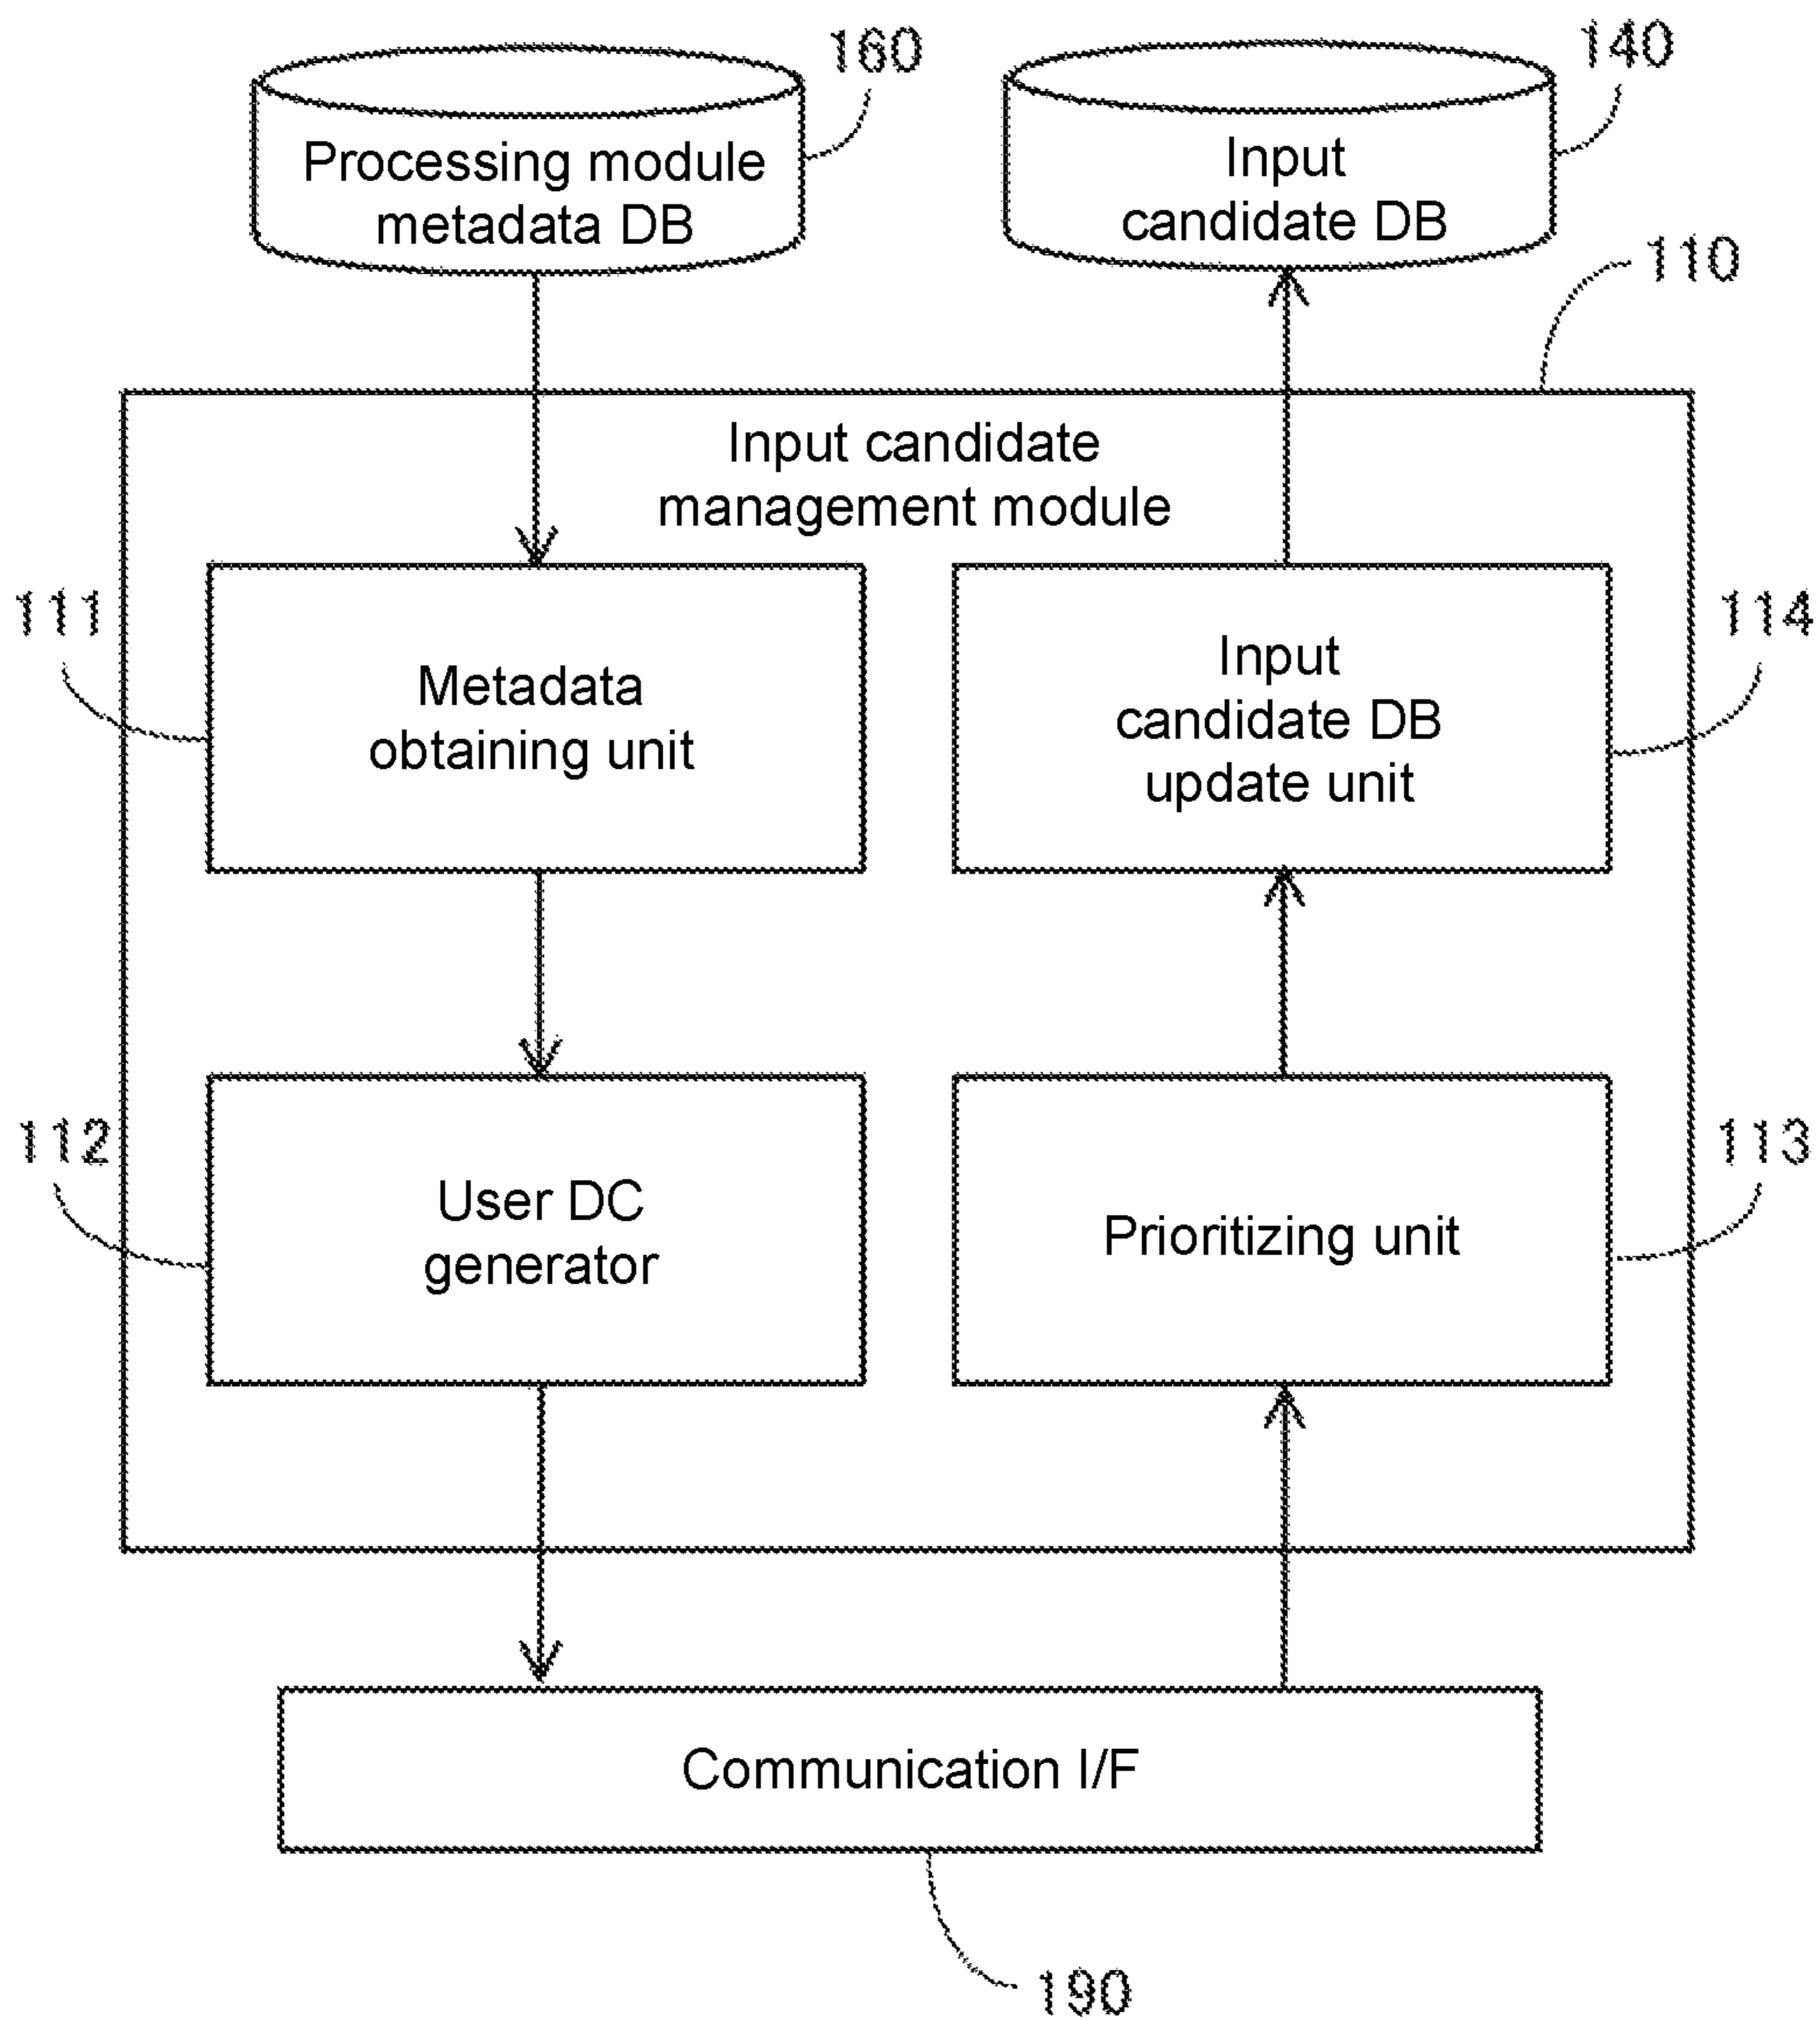 160
140
Processing module
metadata DB
Input
candidate DB
110
Input candidate
management module
111
Metadata
obtaining unit
Input
candidate DB
update unit
114
112
User DC
generator
Prioritizing unit
113
Communication I/F
190